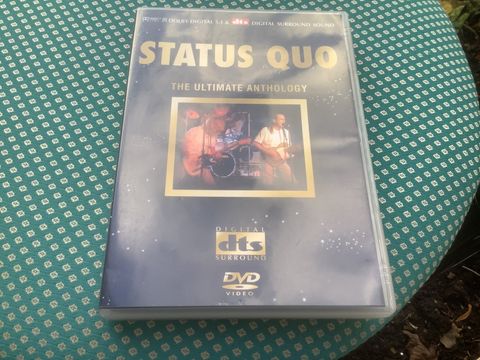 DOLBY DIGITAL 5.1 & dts DIGITAL SURROUND SOUND
STATUS QUO
THE ULTIMATE ANTHOLOGY
DIGITAL
dts
SURROUND
DVD
VIDEO